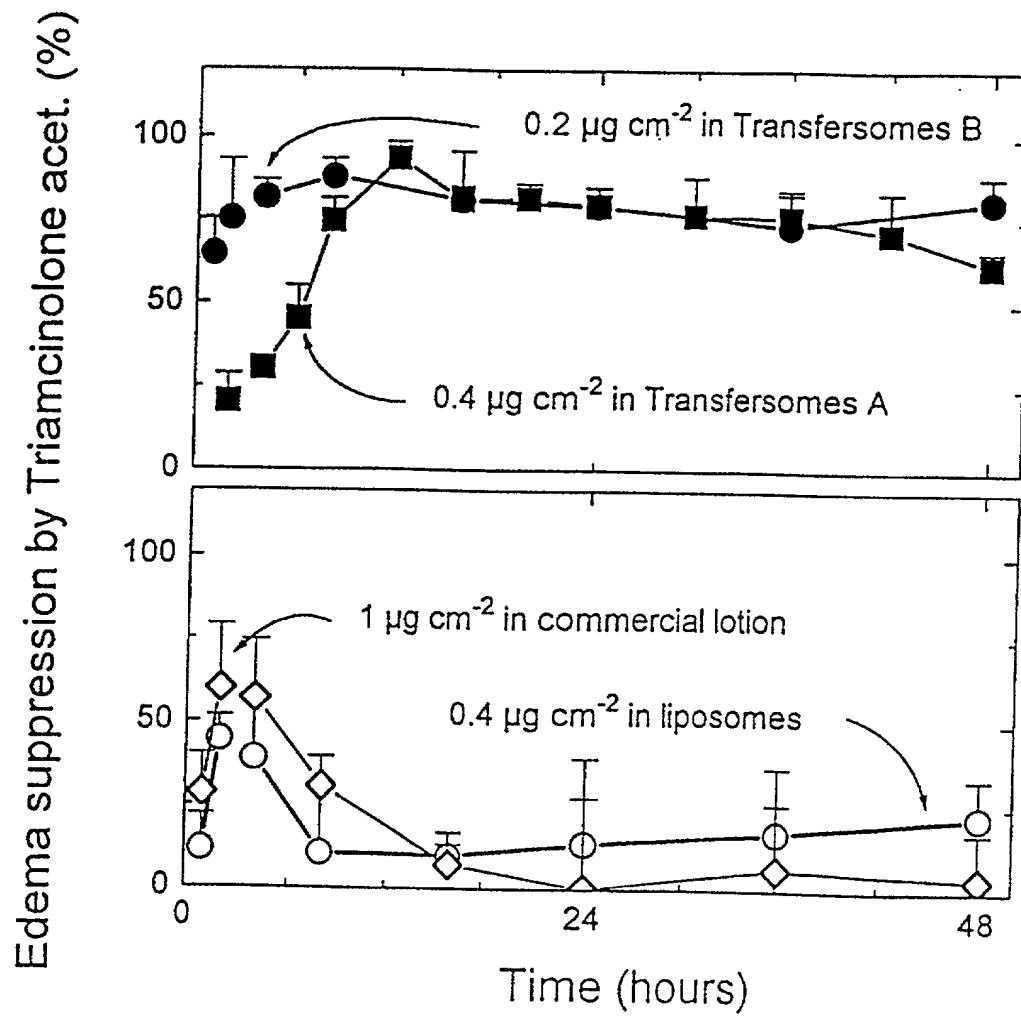 Edema suppression by Triamcinolone acet. (%)
100
50
0
0.2 µg cm-2 in Transfersomes B
0.4 µg cm-2 in Transfersomes A
100
50
0
1 µg cm-2 in commercial lotion
0.4 µg cm-2 in liposomes
0
24
48
Time (hours)